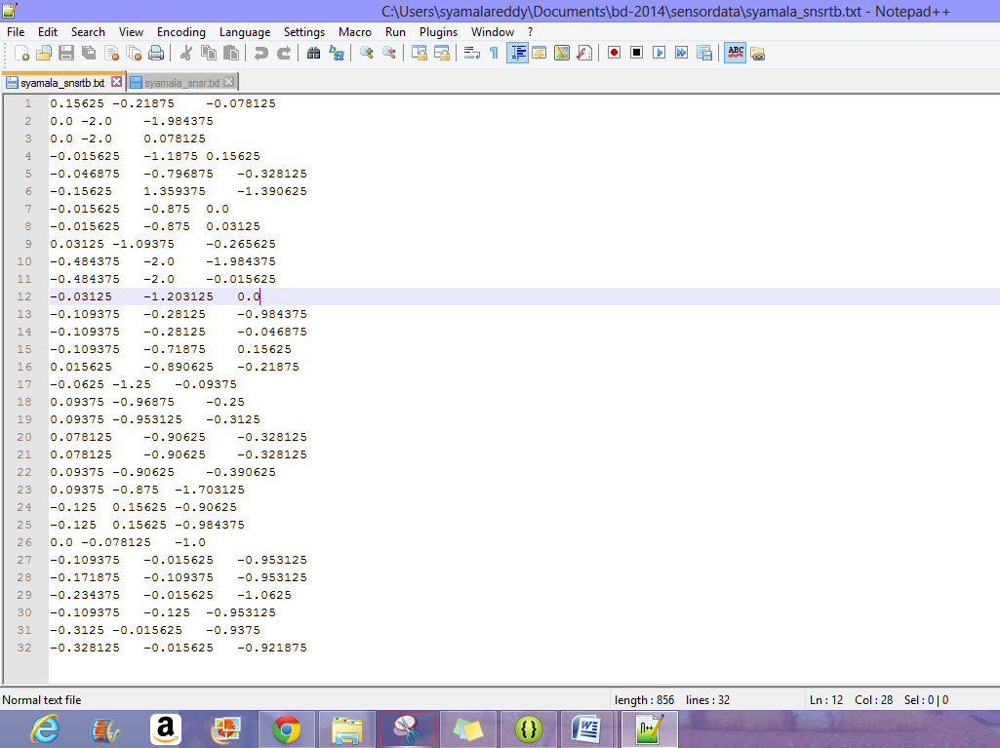 C:\Users\syamalareddy\Documents\bd-2014\sensordata\syamala_snsrtb.txt - Notepad++
File Edit Search View Encoding Language Settings Macro Run Plugins Window ?
ABC
syamala_snsrtb.txt syamala_snsr.txt
1 0.15625 -0.21875 -0.078125
2 0.0 -2.0 -1.984375
3 0.0 -2.0 0.078125
4 -0.015625 -1.1875 0.15625
5 -0.046875 -0.796875 -0.328125
6 -0.15625 1.359375 -1.390625
7 -0.015625 -0.875 0.0
8 -0.015625 -0.875 0.03125
9 0.03125 -1.09375 -0.265625
10 -0.484375 -2.0 -1.984375
11 -0.484375 -2.0 -0.015625
12 -0.03125 -1.203125 0.0
13 -0.109375 -0.28125 -0.984375
14 -0.109375 -0.28125 -0.046875
15 -0.109375 -0.71875 0.15625
16 0.015625 -0.890625 -0.21875
17 -0.0625 -1.25 -0.09375
18 0.09375 -0.96875 -0.25
19 0.09375 -0.953125 -0.3125
20 0.078125 -0.90625 -0.328125
21 0.078125 -0.90625 -0.328125
22 0.09375 -0.90625 -0.390625
23 0.09375 -0.875 -1.703125
24 -0.125 0.15625 -0.90625
25 -0.125 0.15625 -0.984375
26 0.0 -0.078125 -1.0
27 -0.109375 -0.015625 -0.953125
28 -0.171875 -0.109375 -0.953125
29 -0.234375 -0.015625 -1.0625
30 -0.109375 -0.125 -0.953125
31 -0.3125 -0.015625 -0.9375
32 -0.328125 -0.015625 -0.921875
Normal text file length : 856 lines : 32 Ln : 12 Col : 28 Sel : 0 | 0